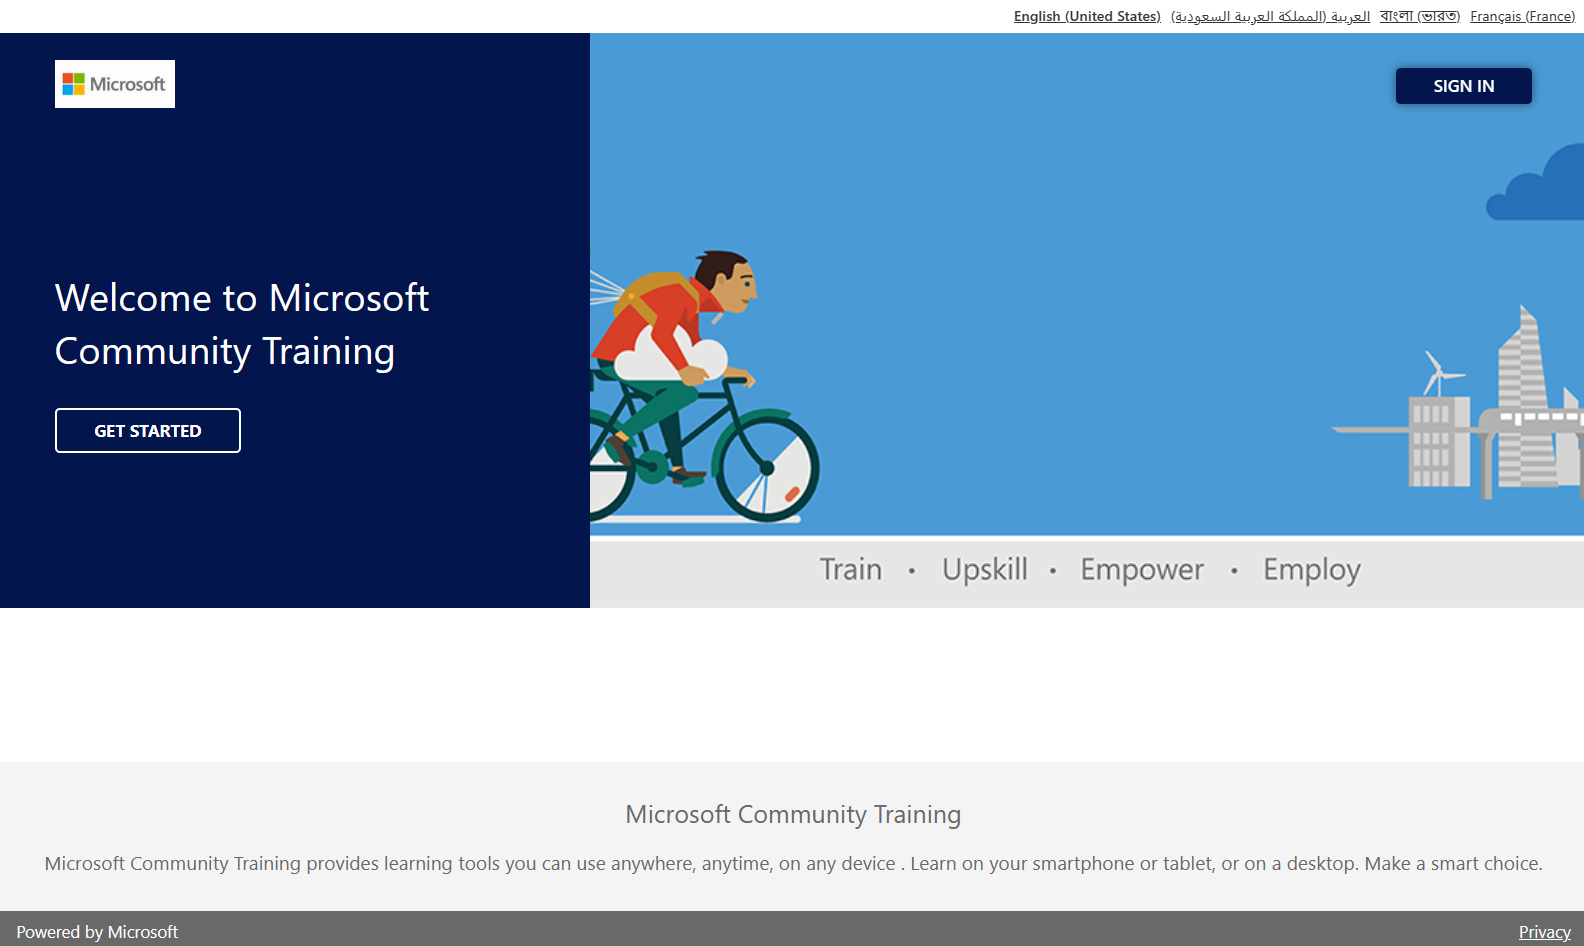 English (United States) العربية (المملكة العربية السعودية) বাংলা (ভারত) Français (France)
Microsoft
SIGN IN
Welcome to Microsoft
Community Training
GET STARTED
Train • Upskill • Empower • Employ
Microsoft Community Training
Microsoft Community Training provides learning tools you can use anywhere, anytime, on any device . Learn on your smartphone or tablet, or on a desktop. Make a smart choice.
Powered by Microsoft
Privacy